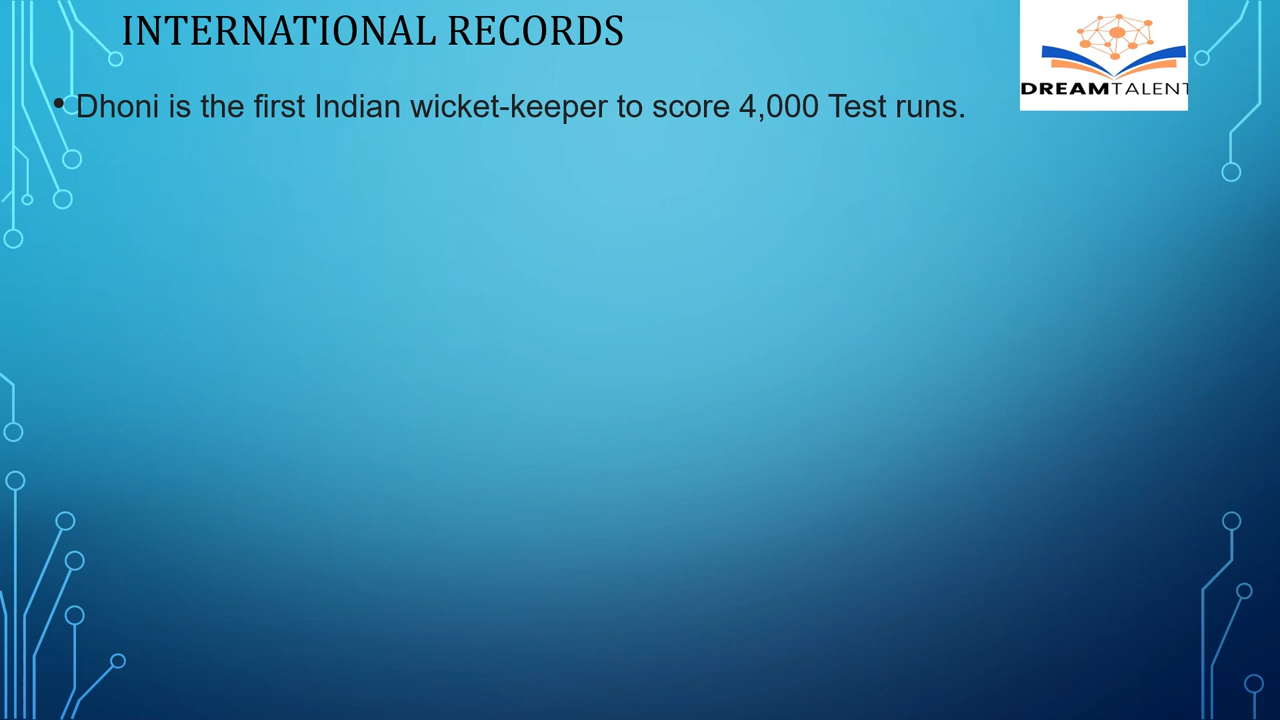 INTERNATIONAL RECORDS
• Dhoni is the first Indian wicket-keeper to score 4,000 Test runs.
DREAMTALENT